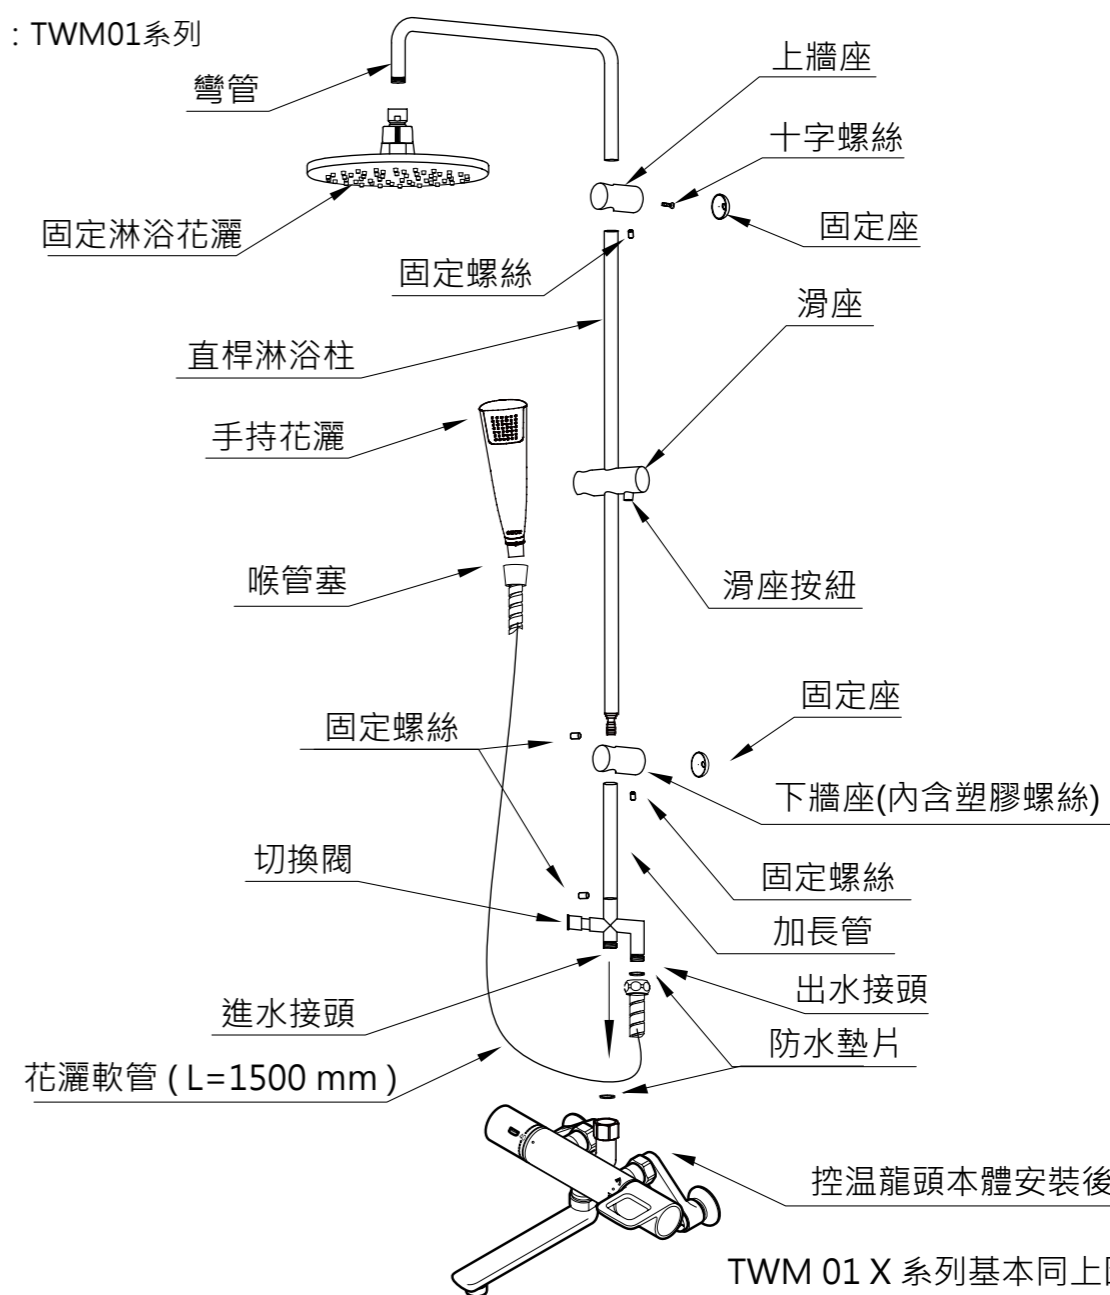 : TWM01系列
上牆座
彎管
十字螺絲
固定淋浴花灑
固定座
固定螺絲
滑座
直桿淋浴柱
手持花灑
喉管塞
滑座按紐
固定座
固定螺絲
下牆座(內含塑膠螺絲)
切換閥
固定螺絲
加長管
出水接頭
進水接頭
防水墊片
花灑軟管 ( L=1500 mm )
控温龍頭本體安裝後
TWM 01 X 系列基本同上